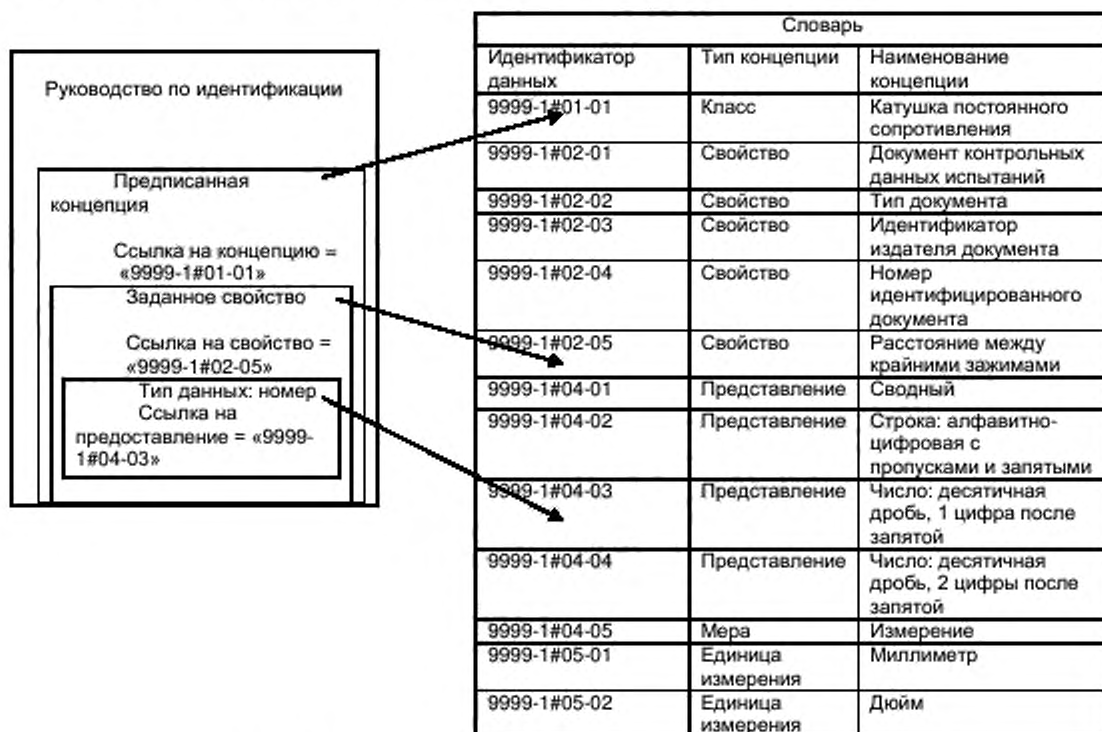 Руководство по идентификации
Предписанная
концепция
Ссылка на концепцию =
«9999-1#01-01»
Заданное свойство
Ссылка на свойство =
«9999-1#02-05»
Тип данных: номер
Ссылка на
предоставление = «9999-
1#04-03»
Словарь
Идентификатор
данных
Тип концепции
Наименование
концепции
9999-1#01-01
Класс
Катушка постоянного
сопротивления
9999-1#02-01
Свойство
Документ контрольных
данных испытаний
9999-1#02-02
Свойство
Тип документа
9999-1#02-03
Свойство
Идентификатор
издателя документа
9999-1#02-04
Свойство
Номер
идентифицированного
документа
9999-1#02-05
Свойство
Расстояние между
крайними зажимами
9999-1#04-01
Представление
Сводный
9999-1#04-02
Представление
Строка: алфавитно-
цифровая с
пропусками и запятыми
9999-1#04-03
Представление
Число: десятичная
дробь, 1 цифра после
запятой
9999-1#04-04
Представление
Число: десятичная
дробь, 2 цифры после
запятой
9999-1#04-05
Мера
Измерение
9999-1#05-01
Единица
измерения
Миллиметр
9999-1#05-02
Единица
измерения
Дюйм